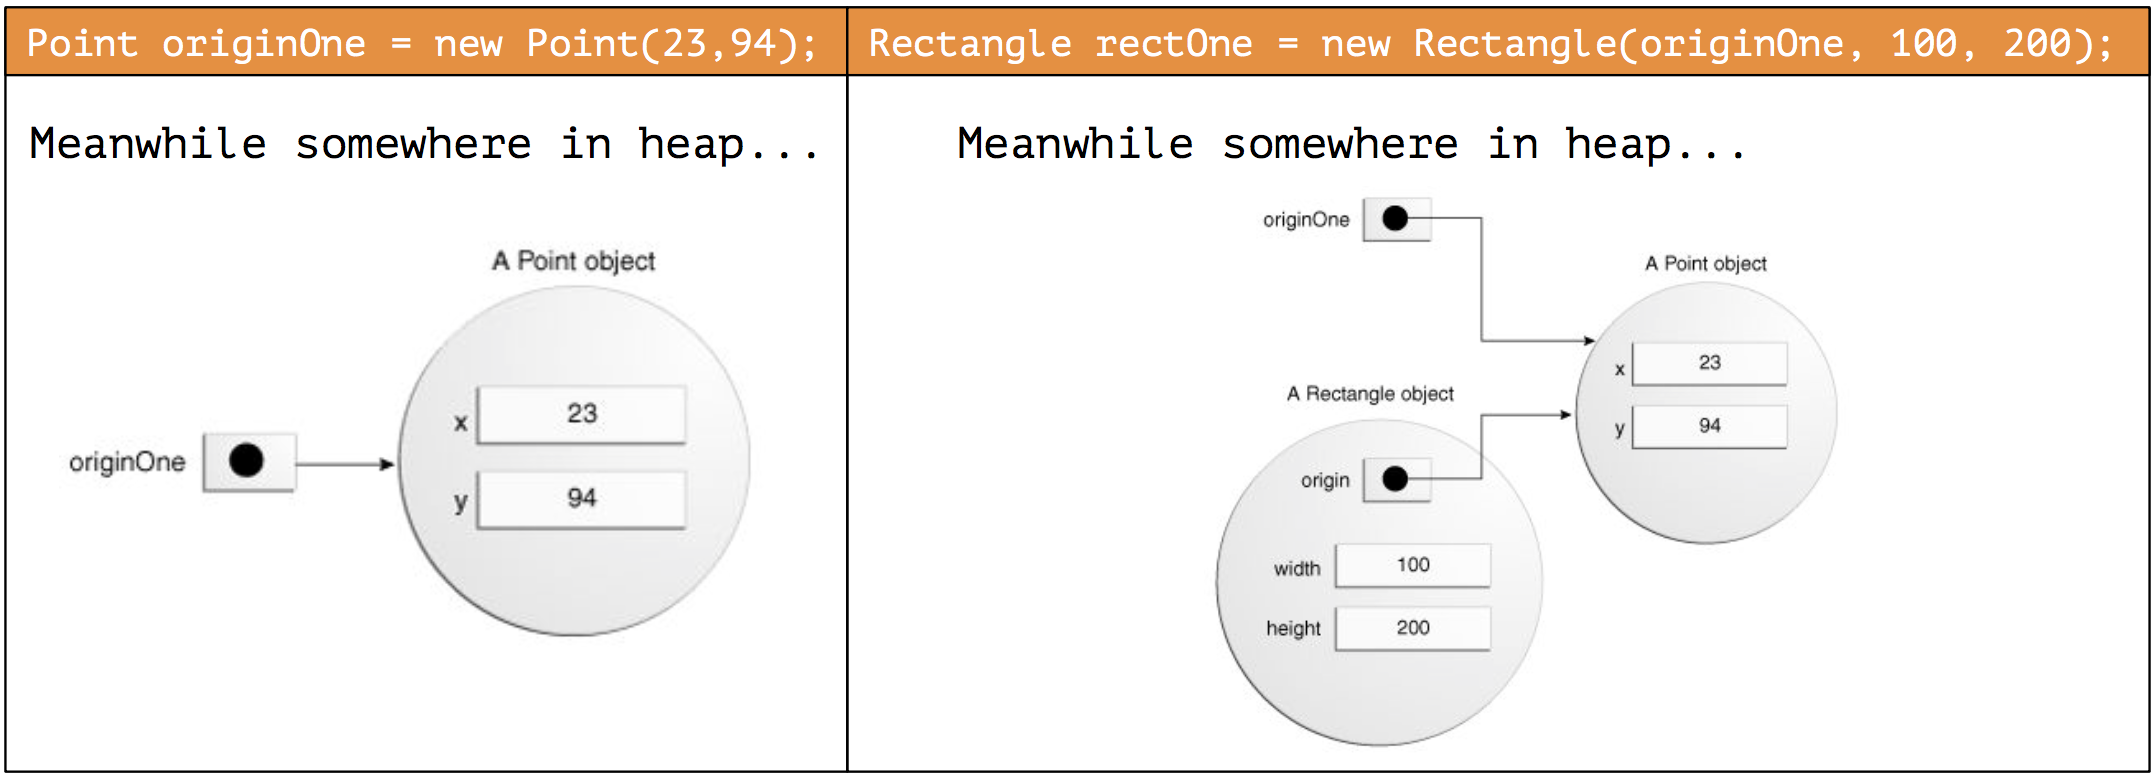 Point originOne = new Point(23,94);
Meanwhile somewhere in heap...
A Point object
x 23
y 94
originOne
Rectangle rectOne = new Rectangle(originOne, 100, 200);
Meanwhile somewhere in heap...
originOne
A Point object
x 23
y 94
A Rectangle object
origin
width 100
height 200